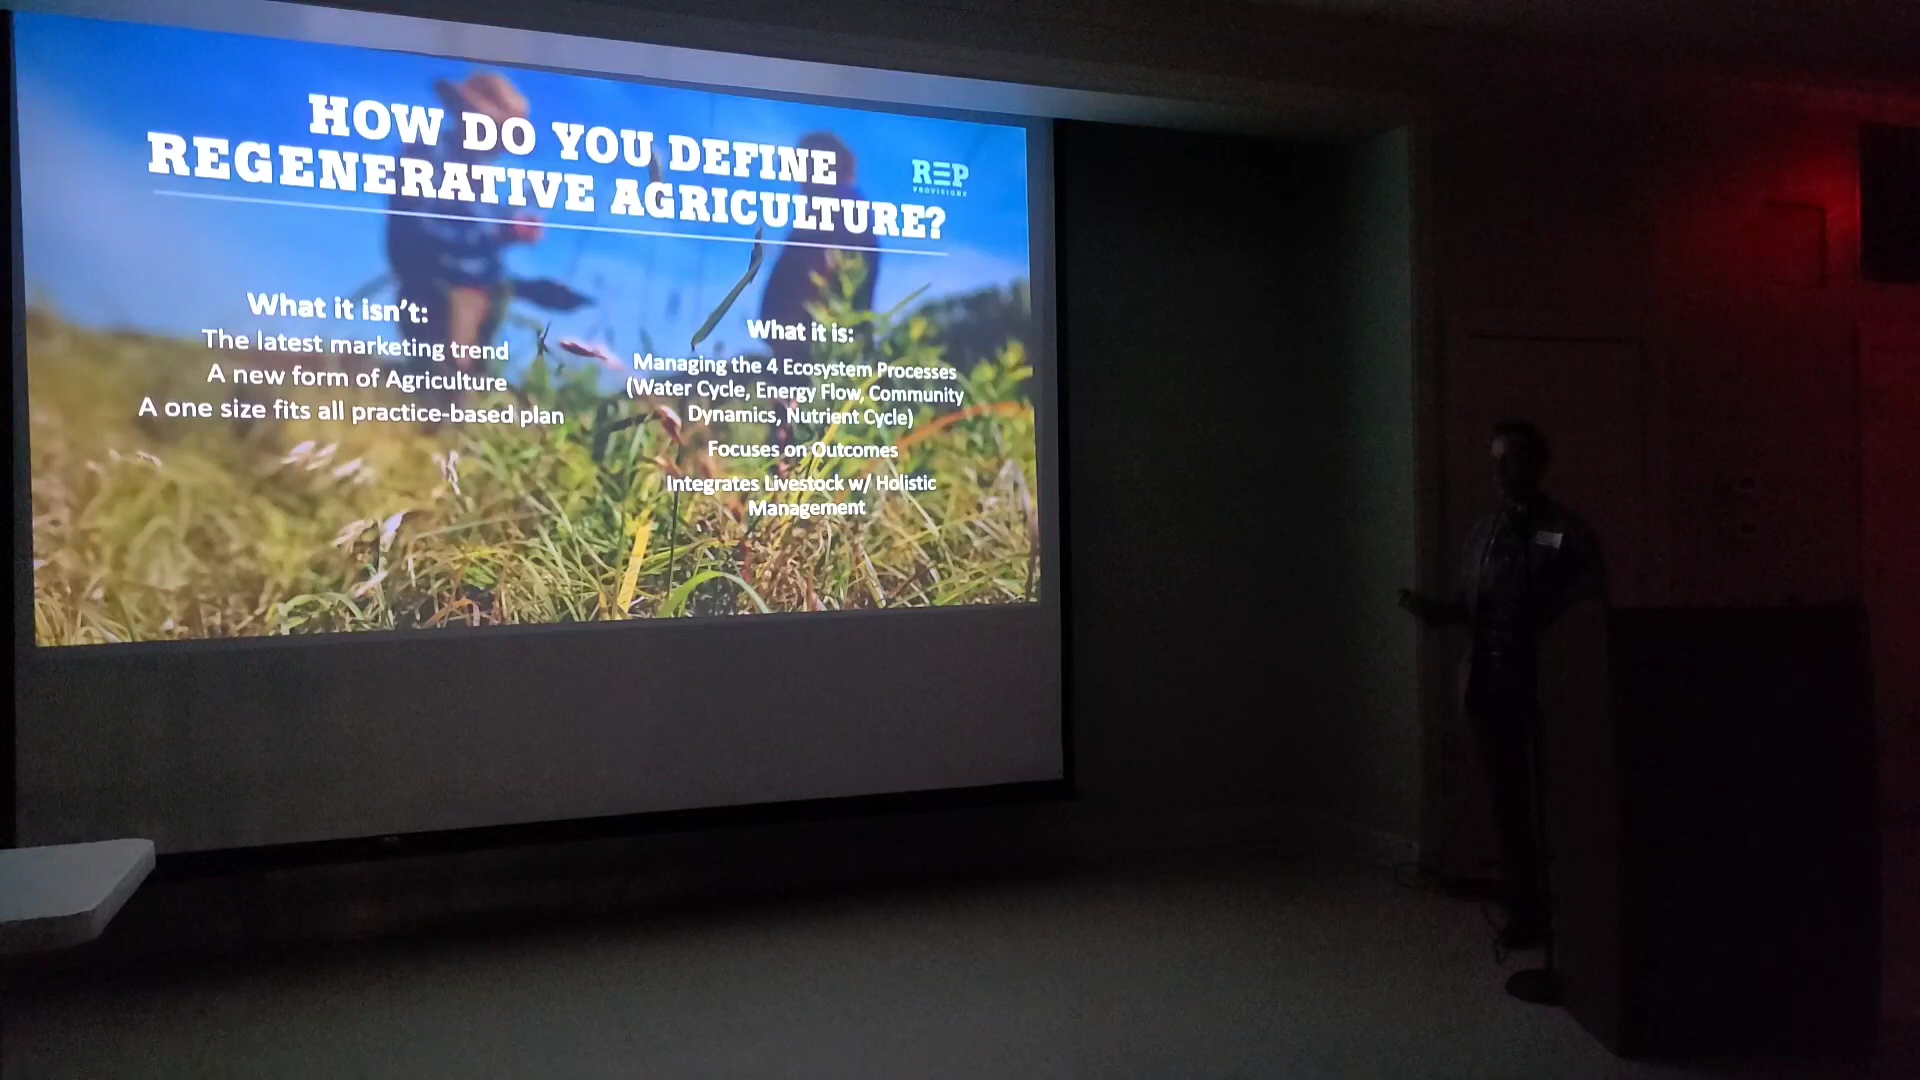 HOW DO YOU DEFINE
REGENERATIVE AGRICULTURE?
REP
PROVISIONS
What it isn't:
The latest marketing trend
A new form of Agriculture
A one size fits all practice-based plan
What it is:
Managing the 4 Ecosystem Processes
(Water Cycle, Energy Flow, Community
Dynamics, Nutrient Cycle)
Focuses on Outcomes
Integrates Livestock w/ Holistic
Management